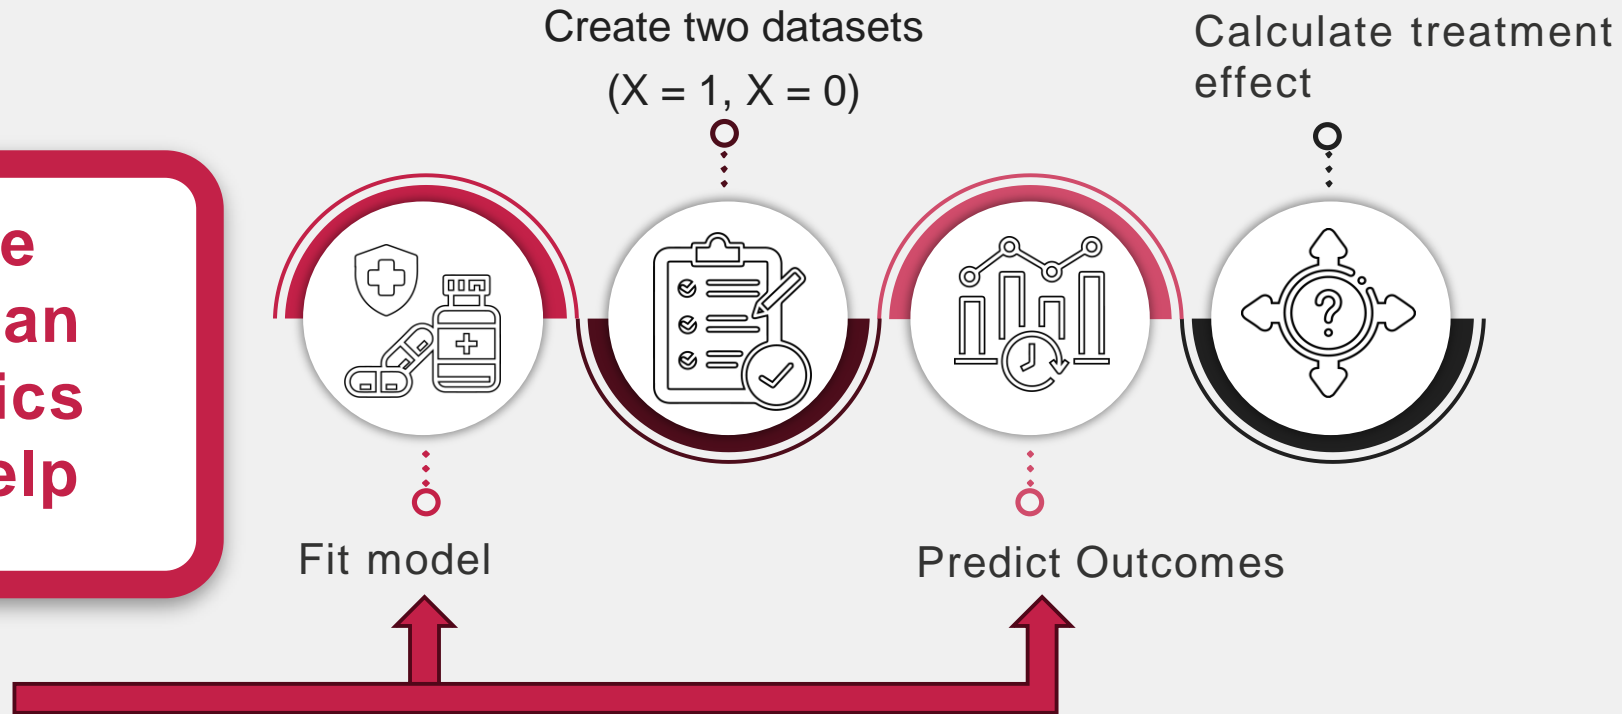 Create two datasets
(X = 1, X = 0)
Calculate treatment
effect
e
an
ics
elp
Fit model
Predict Outcomes